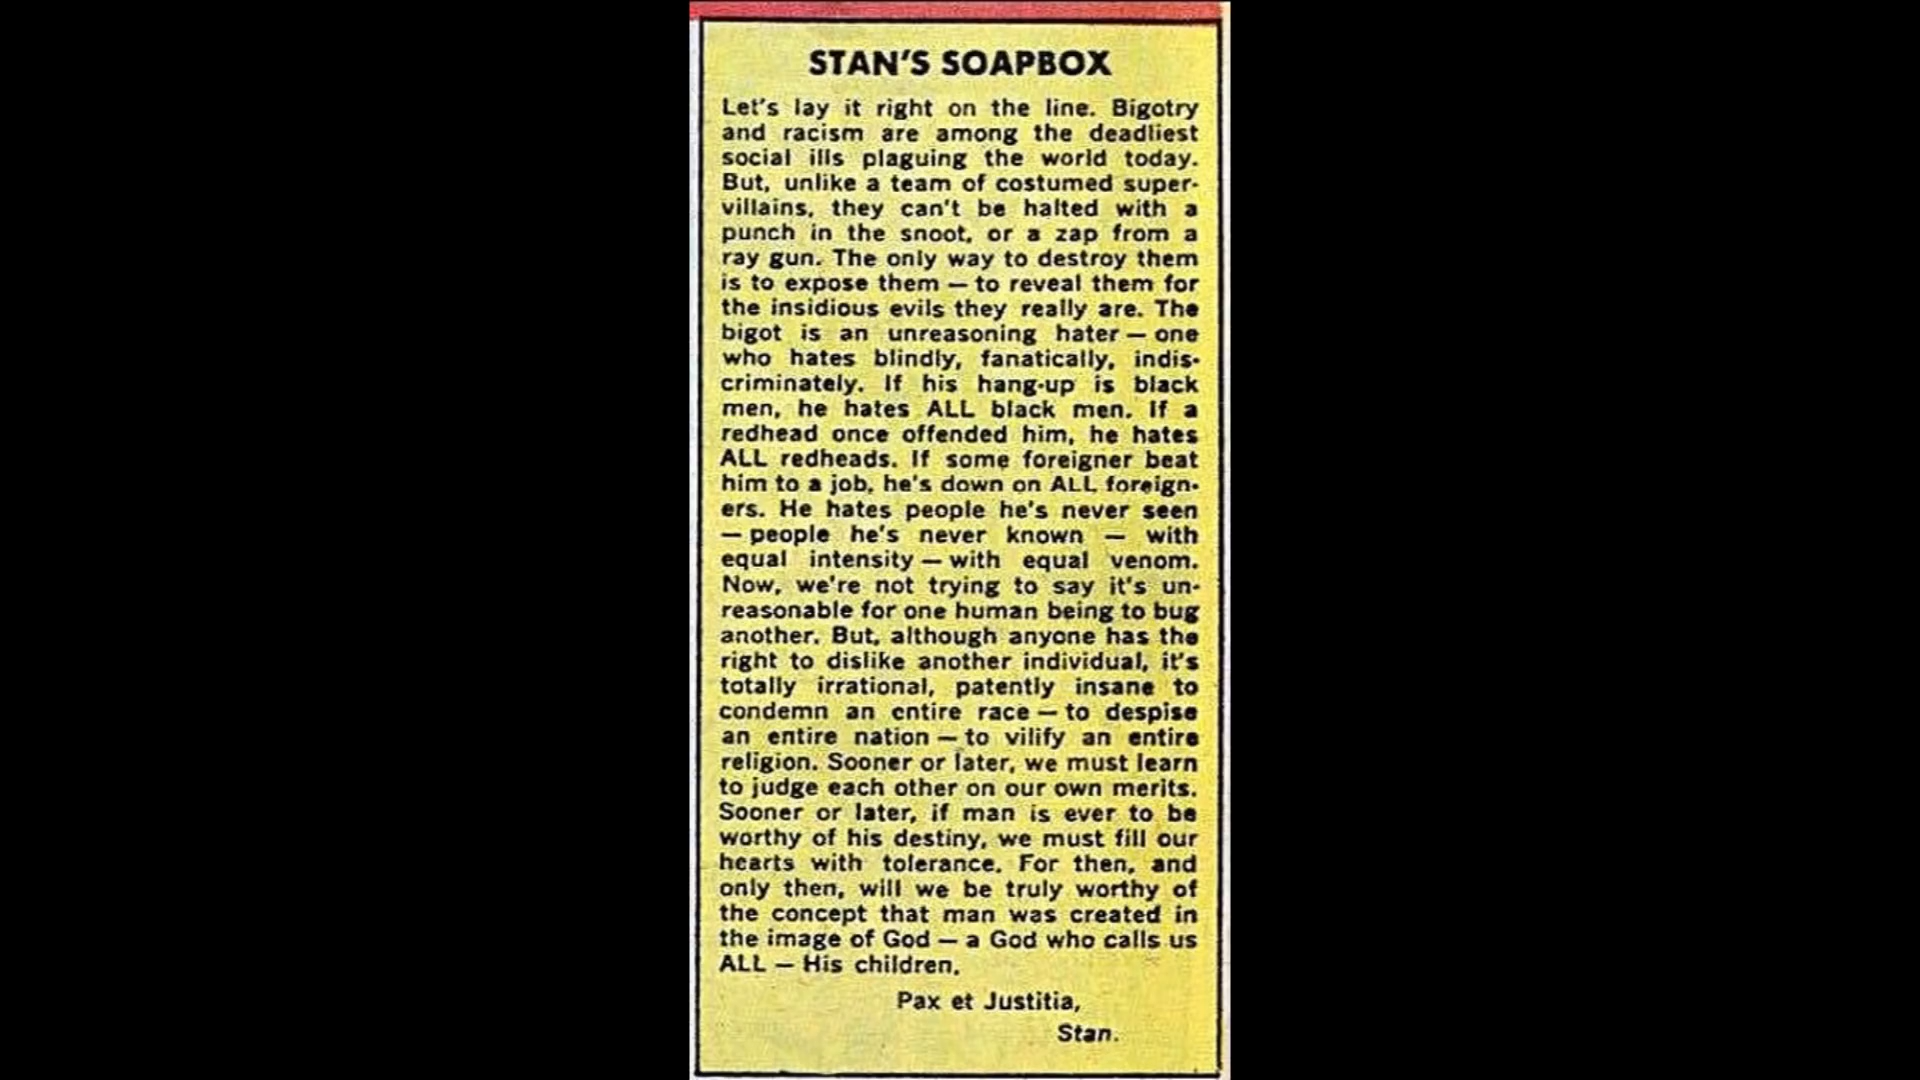 STAN'S SOAPBOX
Let's lay it right on the line. Bigotry
and racism are among the deadliest
social ills plaguing the world today.
But, unlike a team of costumed super-
villains, they can't be halted with a
punch in the snoot, or a zap from a
ray gun. The only way to destroy them
is to expose them — to reveal them for
the insidious evils they really are. The
bigot is an unreasoning hater — one
who hates blindly, fanatically, indis-
criminately. If his hang-up is black
men, he hates ALL black men. If a
redhead once offended him, he hates
ALL redheads. If some foreigner beat
him to a job, he's down on ALL foreign-
ers. He hates people he's never seen
— people he's never known — with
equal intensity — with equal venom.
Now, we're not trying to say it's un-
reasonable for one human being to bug
another. But, although anyone has the
right to dislike another individual, it's
totally irrational, patently insane to
condemn an entire race — to despise
an entire nation — to vilify an entire
religion. Sooner or later, we must learn
to judge each other on our own merits.
Sooner or later, if man is ever to be
worthy of his destiny, we must fill our
hearts with tolerance. For then, and
only then, will we be truly worthy of
the concept that man was created in
the image of God — a God who calls us
ALL — His children.
Pax et Justitia,
Stan.